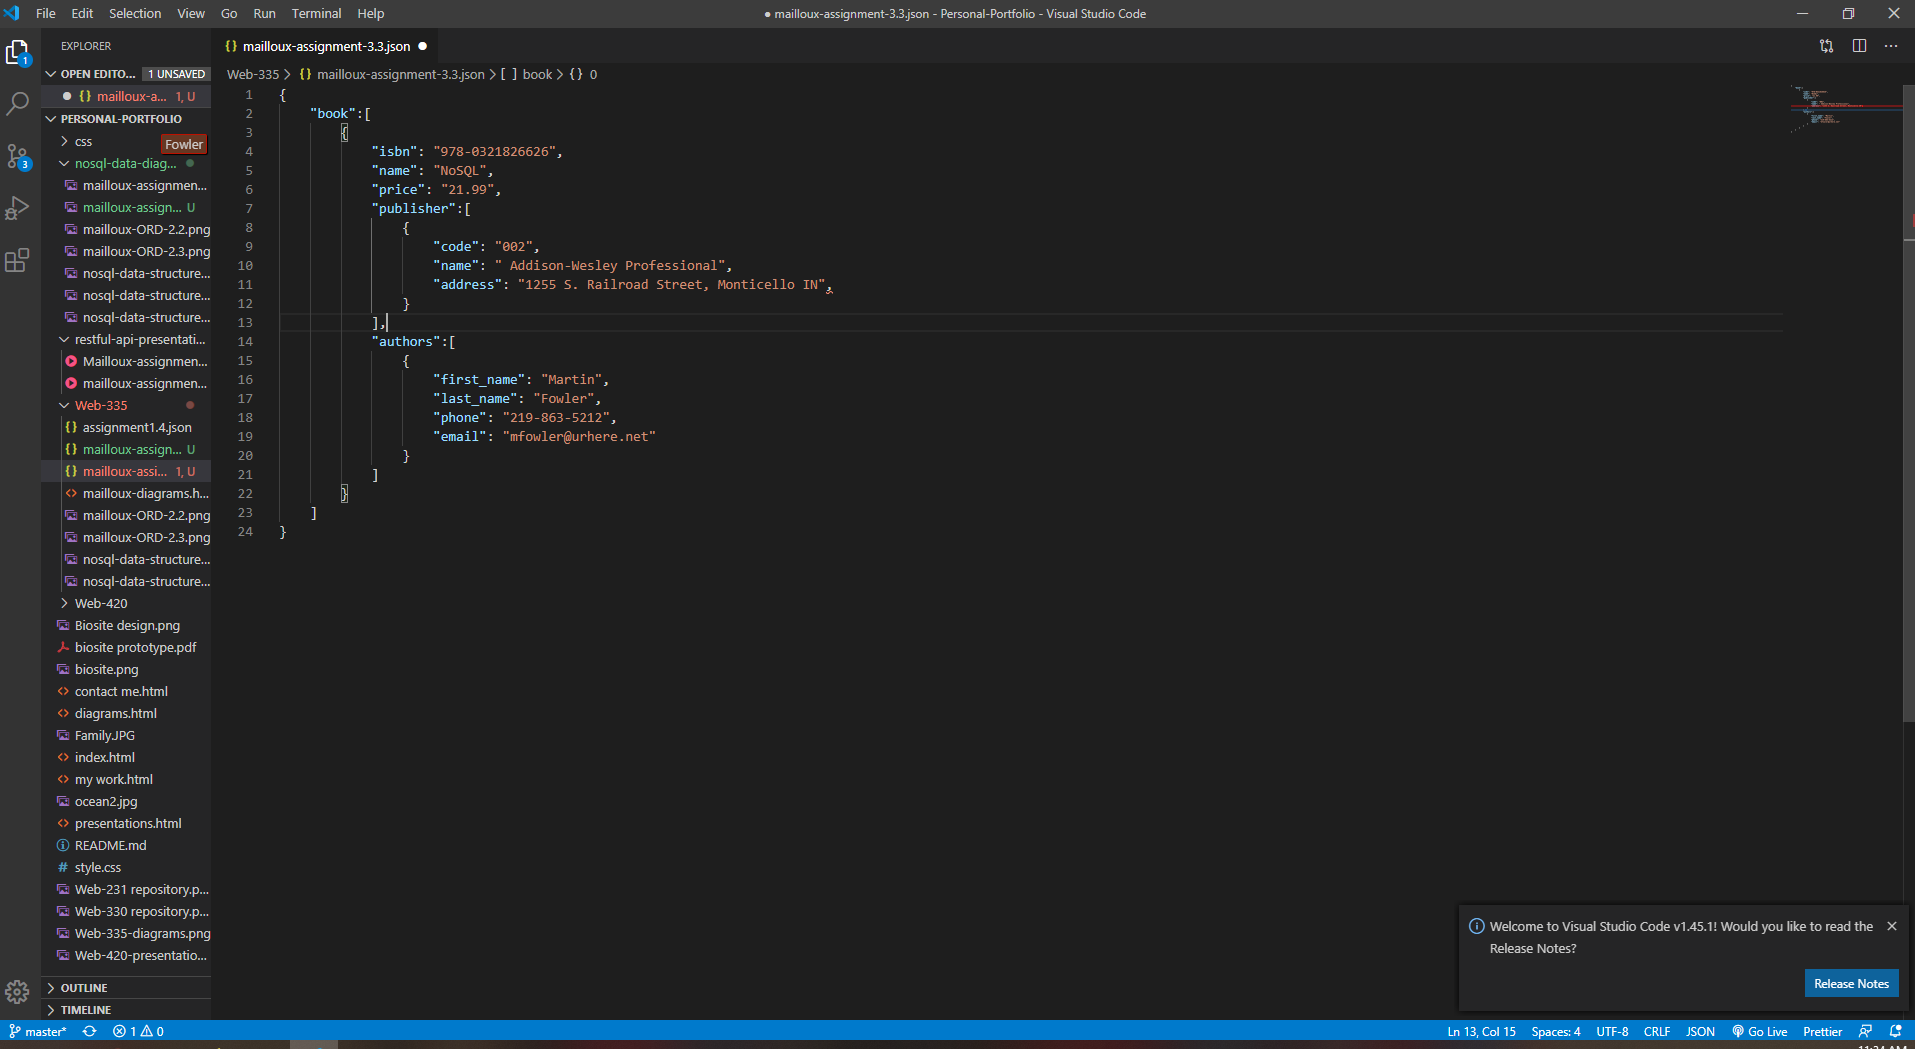 File Edit Selection View Go Run Terminal Help
● mailloux-assignment-3.3.json - Personal-Portfolio - Visual Studio Code
EXPLORER
OPEN EDITO... 1 UNSAVED
mailloux-a... 1, U
PERSONAL-PORTFOLIO
css
Fowler
nosql-data-diag...
mailloux-assignmen...
mailloux-assign... U
mailloux-ORD-2.2.png
mailloux-ORD-2.3.png
nosql-data-structure...
nosql-data-structure...
nosql-data-structure...
restful-api-presentati...
Mailloux-assignmen...
mailloux-assignmen...
Web-335
assignment1.4.json
mailloux-assign... U
mailloux-assi... 1, U
mailloux-diagrams.h...
mailloux-ORD-2.2.png
mailloux-ORD-2.3.png
nosql-data-structure...
nosql-data-structure...
Web-420
Biosite design.png
biosite prototype.pdf
biosite.png
contact me.html
diagrams.html
Family.JPG
index.html
my work.html
ocean2.jpg
presentations.html
README.md
style.css
Web-231 repository.p...
Web-330 repository.p...
Web-335-diagrams.png
Web-420-presentatio...
OUTLINE
TIMELINE
{} mailloux-assignment-3.3.json ●
Web-335 > {} mailloux-assignment-3.3.json > [ ] book > {} 0
1 {
2 "book":[
3 {
4 "isbn": "978-0321826626",
5 "name": "NoSQL",
6 "price": "21.99",
7 "publisher":[
8 {
9 "code": "002",
10 "name": " Addison-Wesley Professional",
11 "address": "1255 S. Railroad Street, Monticello IN",
12 }
13 ],
14 "authors":[
15 {
16 "first_name": "Martin",
17 "last_name": "Fowler",
18 "phone": "219-863-5212",
19 "email": "mfowler@urhere.net"
20 }
21 ]
22 }
23 ]
24 }
Welcome to Visual Studio Code v1.45.1! Would you like to read the
Release Notes?
Release Notes
master* 1 0
Ln 13, Col 15 Spaces: 4 UTF-8 CRLF JSON Go Live Prettier